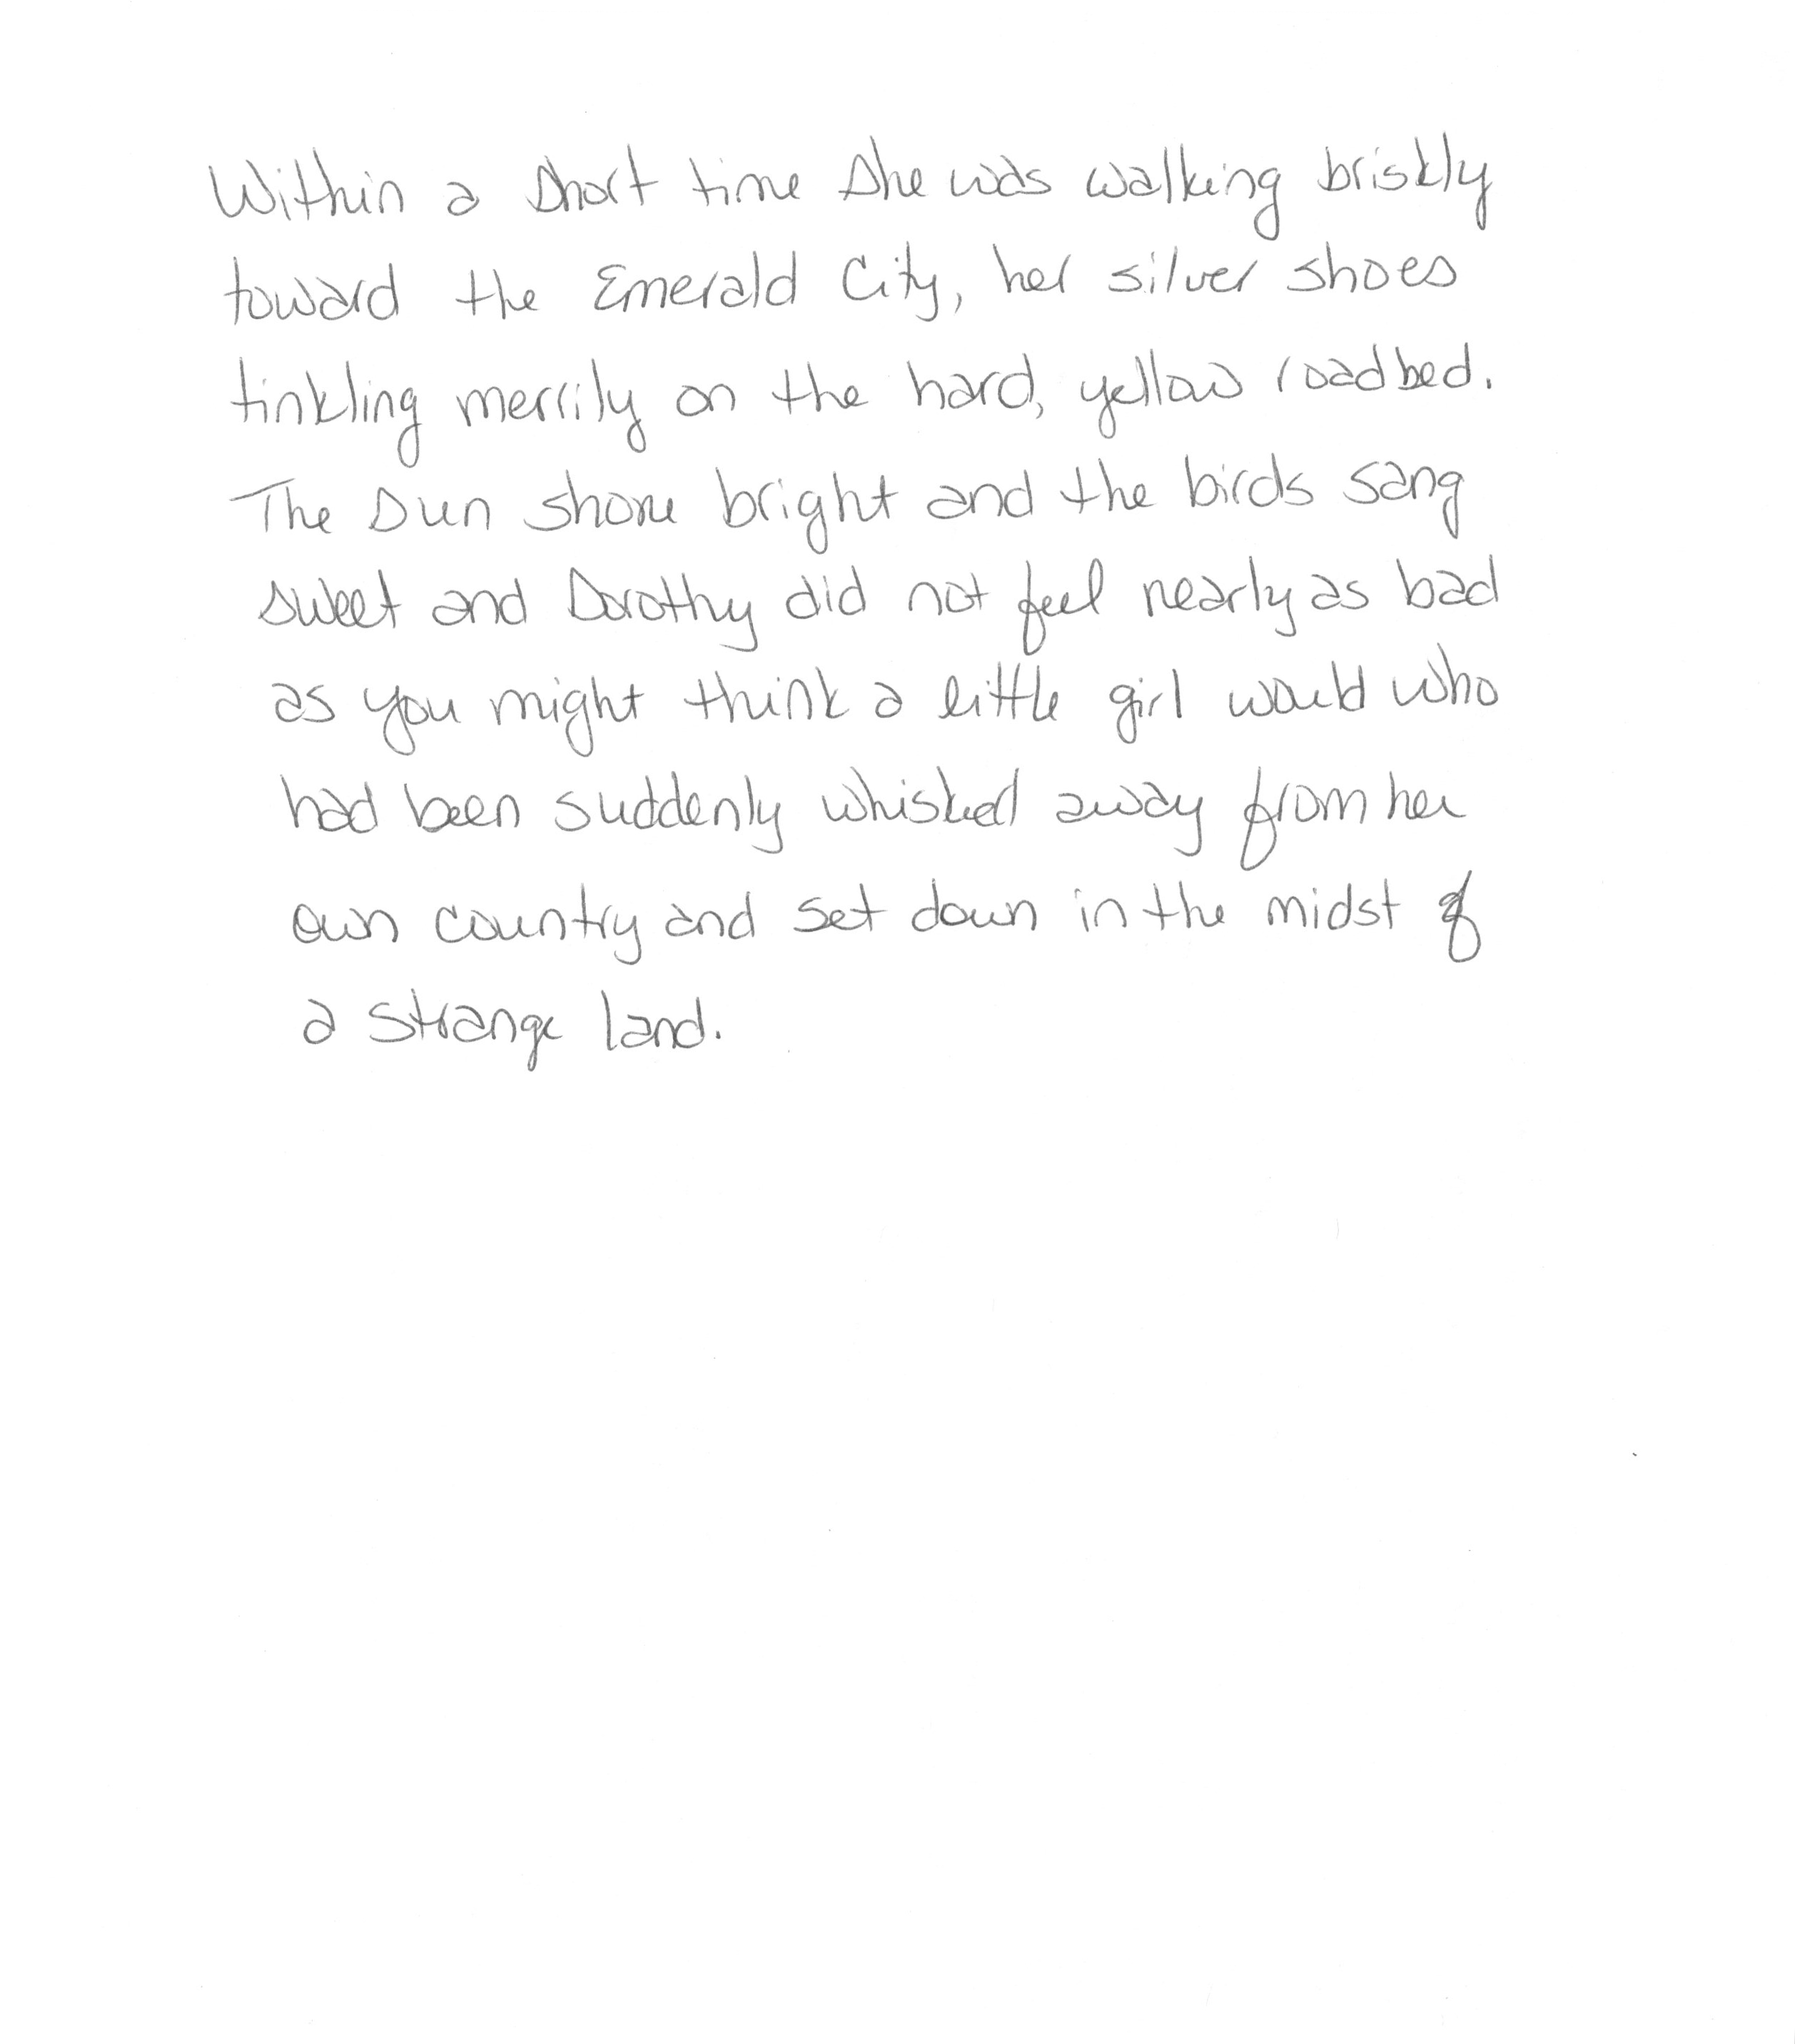 Within a short time she was walking briskly
toward the Emerald City, her silver shoes
tinkling merrily on the hard, yellow roadbed.
The sun shone bright and the birds sang
sweet and Dorothy did not feel nearly as bad
as you might think a little girl would who
had been suddenly whisked away from her
own country and set down in the midst of
a strange land.